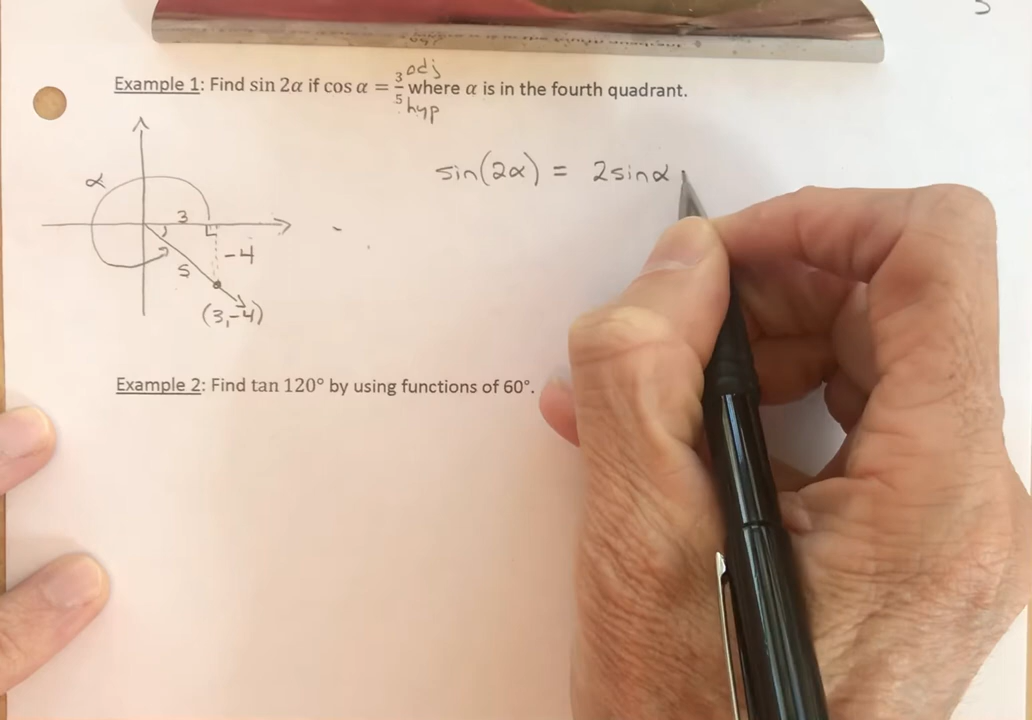 5
adj
Example 1: Find sin 2α if cos α = 3/5 where α is in the fourth quadrant.
hyp
sin(2α) = 2sinα
α
3
-4
5
(3,-4)
Example 2: Find tan 120° by using functions of 60°.